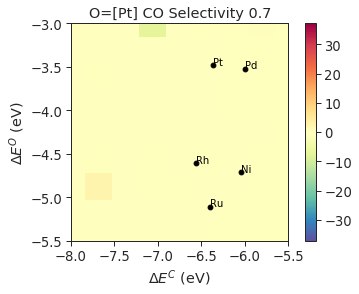 O=[Pt] CO Selectivity 0.7
−3.0
−3.5
−4.0
−4.5
−5.0
−5.5
ΔE^O (eV)
Pt
Pd
Rh
Ni
Ru
−8.0 −7.5 −7.0 −6.5 −6.0 −5.5
ΔE^C (eV)
30
20
10
0
−10
−20
−30